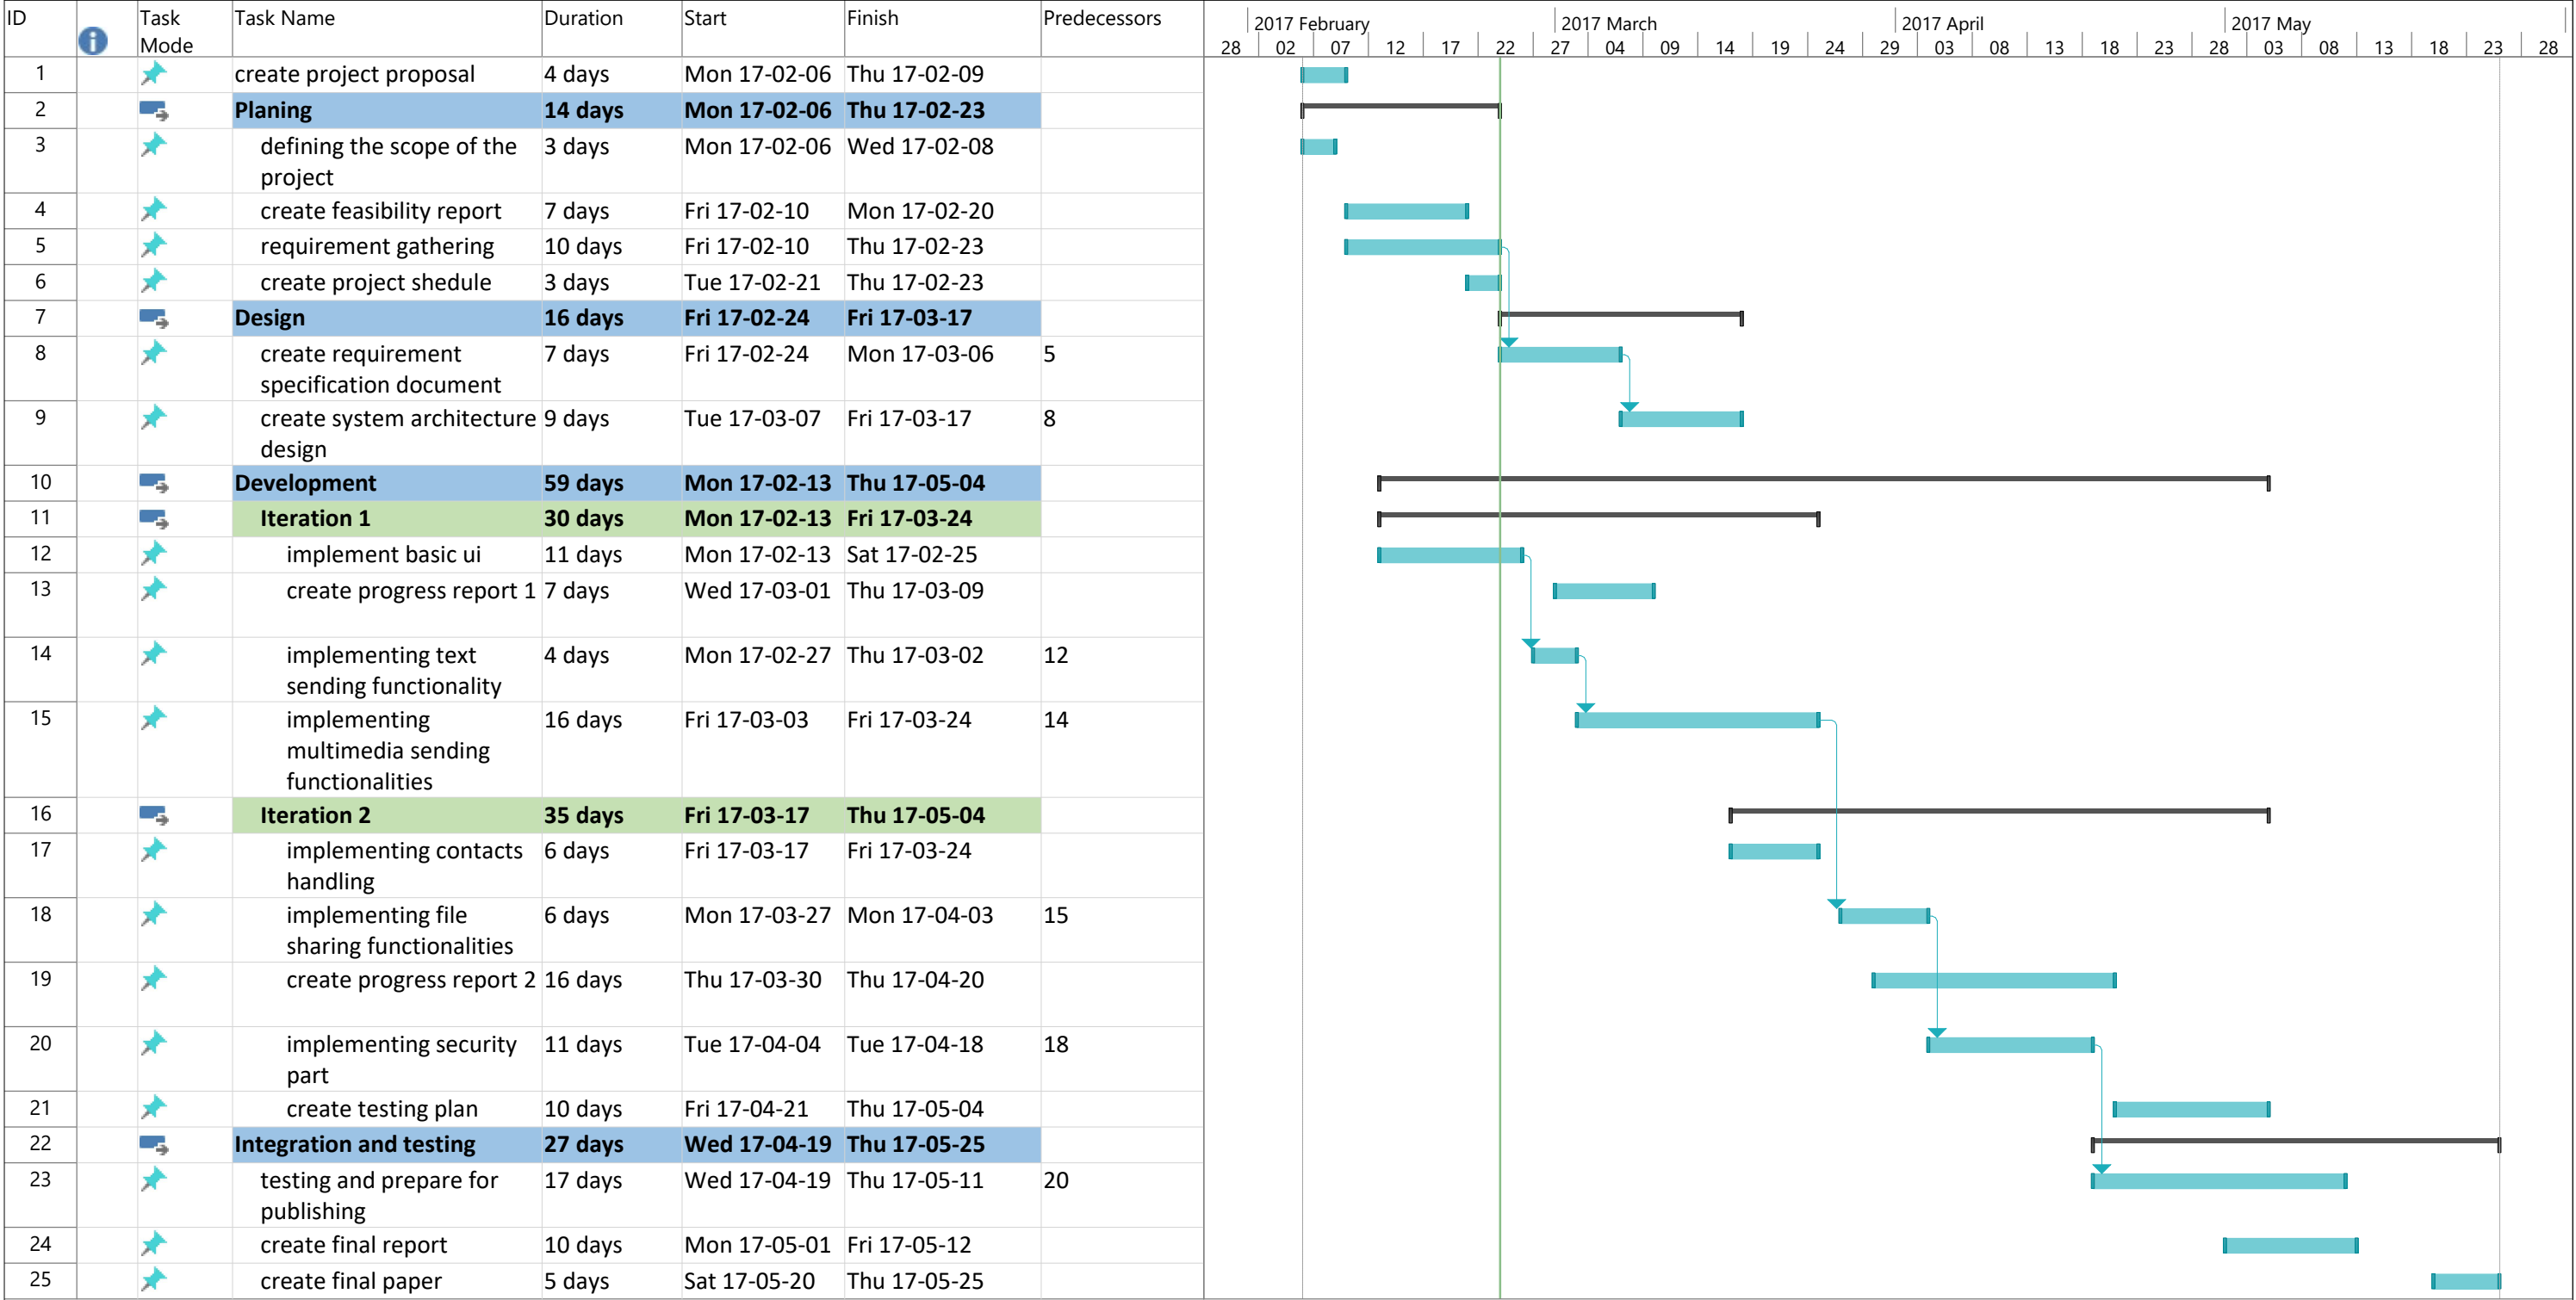 ID Task Mode Task Name Duration Start Finish Predecessors
2017 February 2017 March 2017 April 2017 May
28 02 07 12 17 22 27 04 09 14 19 24 29 03 08 13 18 23 28 03 08 13 18 23 28
1 create project proposal 4 days Mon 17-02-06 Thu 17-02-09
2 Planing 14 days Mon 17-02-06 Thu 17-02-23
3 defining the scope of the 3 days Mon 17-02-06 Wed 17-02-08
project
4 create feasibility report 7 days Fri 17-02-10 Mon 17-02-20
5 requirement gathering 10 days Fri 17-02-10 Thu 17-02-23
6 create project shedule 3 days Tue 17-02-21 Thu 17-02-23
7 Design 16 days Fri 17-02-24 Fri 17-03-17
8 create requirement 7 days Fri 17-02-24 Mon 17-03-06 5
specification document
9 create system architecture 9 days Tue 17-03-07 Fri 17-03-17 8
design
10 Development 59 days Mon 17-02-13 Thu 17-05-04
11 Iteration 1 30 days Mon 17-02-13 Fri 17-03-24
12 implement basic ui 11 days Mon 17-02-13 Sat 17-02-25
13 create progress report 1 7 days Wed 17-03-01 Thu 17-03-09
14 implementing text 4 days Mon 17-02-27 Thu 17-03-02 12
sending functionality
15 implementing 16 days Fri 17-03-03 Fri 17-03-24 14
multimedia sending
functionalities
16 Iteration 2 35 days Fri 17-03-17 Thu 17-05-04
17 implementing contacts 6 days Fri 17-03-17 Fri 17-03-24
handling
18 implementing file 6 days Mon 17-03-27 Mon 17-04-03 15
sharing functionalities
19 create progress report 2 16 days Thu 17-03-30 Thu 17-04-20
20 implementing security 11 days Tue 17-04-04 Tue 17-04-18 18
part
21 create testing plan 10 days Fri 17-04-21 Thu 17-05-04
22 Integration and testing 27 days Wed 17-04-19 Thu 17-05-25
23 testing and prepare for 17 days Wed 17-04-19 Thu 17-05-11 20
publishing
24 create final report 10 days Mon 17-05-01 Fri 17-05-12
25 create final paper 5 days Sat 17-05-20 Thu 17-05-25